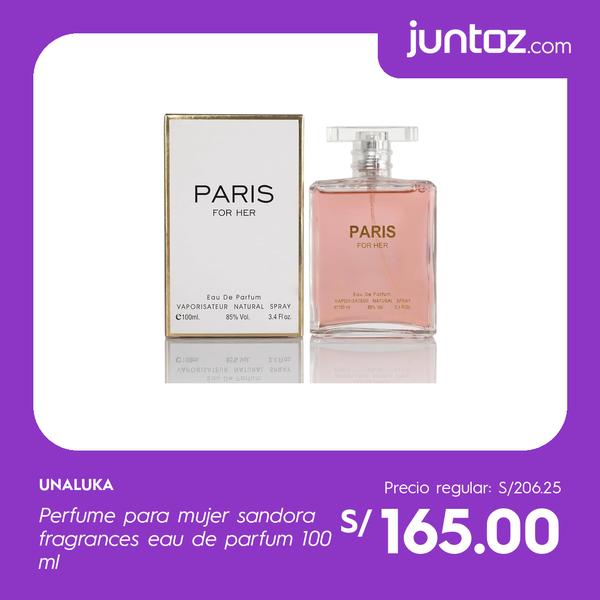 juntoz.com
PARIS
FOR HER
Eau De Parfum
VAPORISATEUR NATURAL SPRAY
℮100ml. 85% Vol. 3.4 Fl oz.
PARIS
FOR HER
Eau De Parfum
VAPORISATEUR NATURAL SPRAY
UNALUKA
Perfume para mujer sandora
fragrances eau de parfum 100
ml
Precio regular: S/206.25
S/165.00